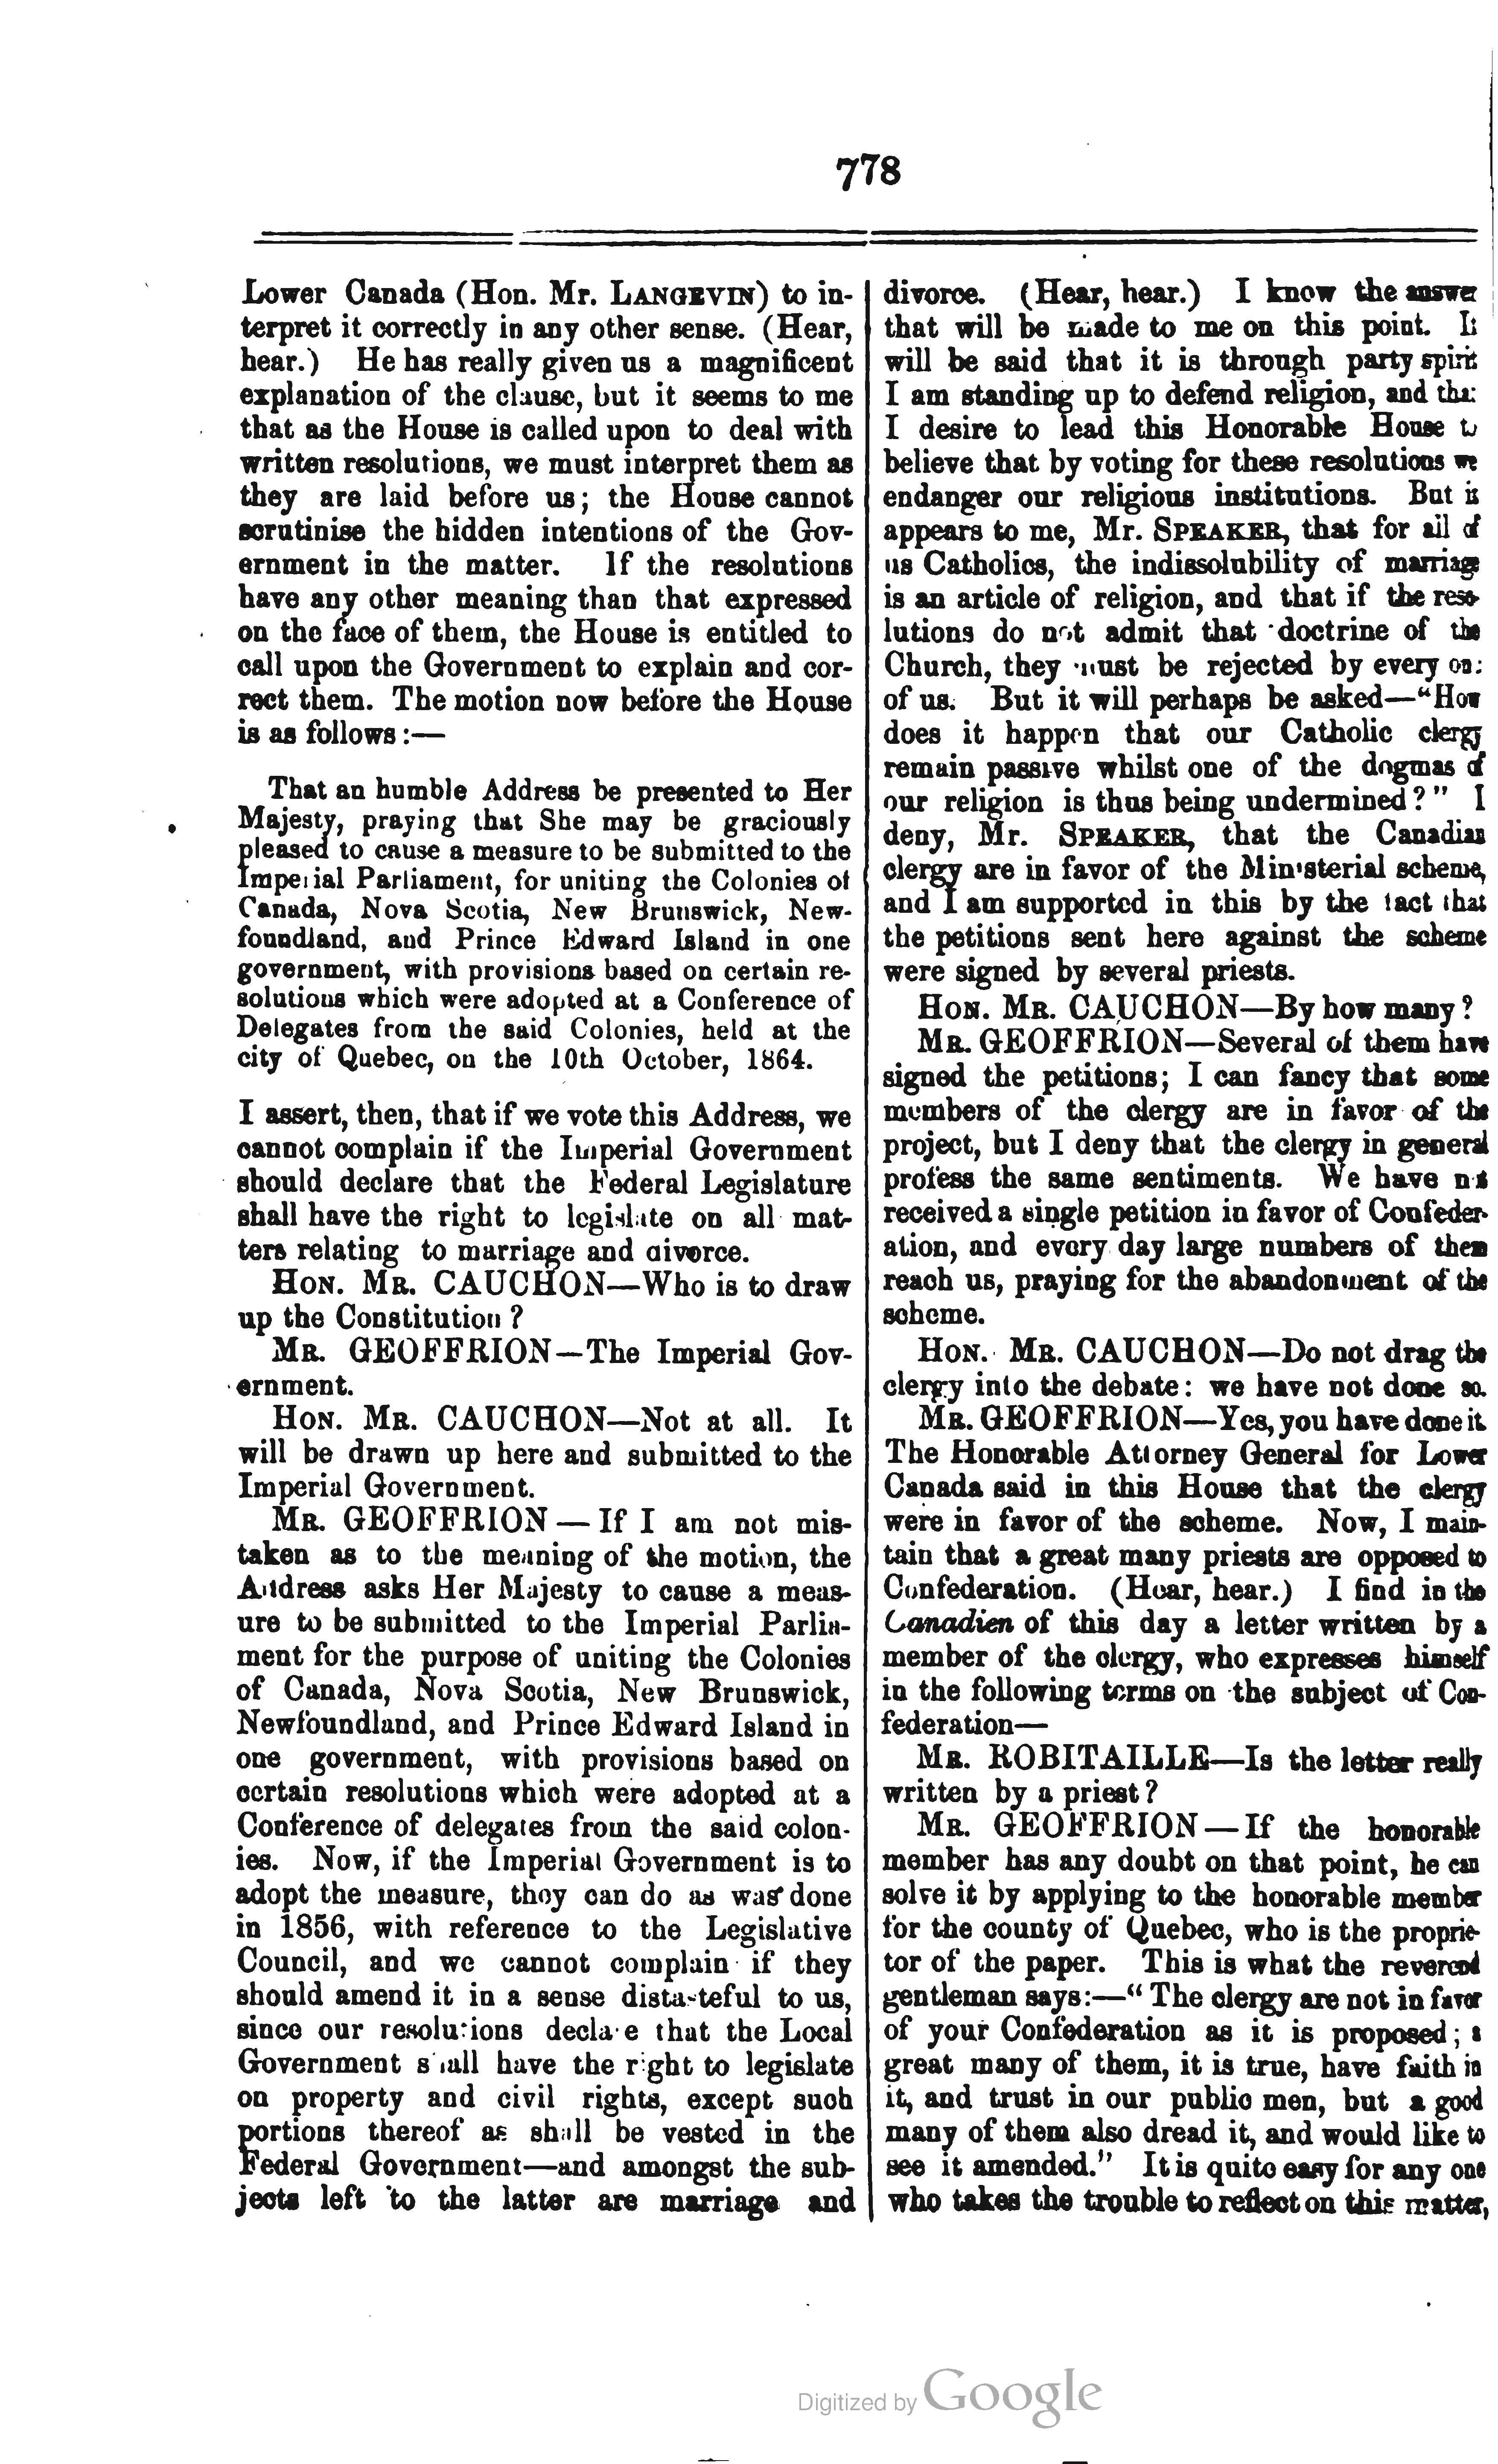 778
Lower Canada (Hon. Mr. LANGEVIN) to in-
terpret it correctly in any other sense. (Hear,
hear.) He has really given us a magnificent
explanation of the clause, but it seems to me
that as the House is called upon to deal with
written resolutions, we must interpret them as
they are laid before us; the House cannot
scrutinise the hidden intentions of the Gov-
ernment in the matter. If the resolutions
have any other meaning than that expressed
on the face of them, the House is entitled to
call upon the Government to explain and cor-
rect them. The motion now before the House
is as follows:—
That an humble Address be presented to Her
Majesty, praying that She may be graciously
pleased to cause a measure to be submitted to the
Imperial Parliament, for uniting the Colonies of
Canada, Nova Scotia, New Brunswick, New-
foundland, and Prince Edward Island in one
government, with provisions based on certain re-
solutions which were adopted at a Conference of
Delegates from the said Colonies, held at the
city of Quebec, on the 10th October, 1864.
I assert, then, that if we vote this Address, we
cannot complain if the Imperial Government
should declare that the Federal Legislature
shall have the right to legislate on all mat-
ters relating to marriage and divorce.
HON. MR. CAUCHON—Who is to draw
up the Constitution?
MR. GEOFFRION—The Imperial Gov-
ernment.
HON. MR. CAUCHON—Not at all. It
will be drawn up here and submitted to the
Imperial Government.
MR. GEOFFRION—If I am not mis-
taken as to the meaning of the motion, the
Address asks Her Majesty to cause a meas-
ure to be submitted to the Imperial Parlia-
ment for the purpose of uniting the Colonies
of Canada, Nova Scotia, New Brunswick,
Newfoundland, and Prince Edward Island in
one government, with provisions based on
certain resolutions which were adopted at a
Conference of delegates from the said colon-
ies. Now, if the Imperial Government is to
adopt the measure, they can do as was done
in 1856, with reference to the Legislative
Council, and we cannot complain if they
should amend it in a sense distasteful to us,
since our resolutions declare that the Local
Government shall have the right to legislate
on property and civil rights, except such
portions thereof as shall be vested in the
Federal Government—and amongst the sub-
jects left to the latter are marriage and
divorce. (Hear, hear.) I know the answer
that will be made to me on this point. It
will be said that it is through party spirit
I am standing up to defend religion, and that
I desire to lead this Honorable House to
believe that by voting for these resolutions we
endanger our religious institutions. But it
appears to me, Mr. SPEAKER, that for all of
us Catholics, the indissolubility of marriage
is an article of religion, and that if the reso-
lutions do not admit that doctrine of the
Church, they must be rejected by every one
of us. But it will perhaps be asked—"How
does it happen that our Catholic clergy
remain passive whilst one of the dogmas of
our religion is thus being undermined?" I
deny, Mr. SPEAKER, that the Canadian
clergy are in favor of the Ministerial scheme,
and I am supported in this by the fact that
the petitions sent here against the scheme
were signed by several priests.
HON. MR. CAUCHON—By how many?
MR. GEOFFRION—Several of them have
signed the petitions; I can fancy that some
members of the clergy are in favor of the
project, but I deny that the clergy in general
profess the same sentiments. We have not
received a single petition in favor of Confeder-
ation, and every day large numbers of them
reach us, praying for the abandonment of the
scheme.
HON. MR. CAUCHON—Do not drag the
clergy into the debate: we have not done so.
MR. GEOFFRION—Yes, you have done it.
The Honorable Attorney General for Lower
Canada said in this House that the clergy
were in favor of the scheme. Now, I main-
tain that a great many priests are opposed to
Confederation. (Hear, hear.) I find in the
Canadien of this day a letter written by a
member of the clergy, who expresses himself
in the following terms on the subject of Con-
federation—
MR. ROBITAILLE—Is the letter really
written by a priest?
MR. GEOFFRION—If the honorable
member has any doubt on that point, he can
solve it by applying to the honorable member
for the county of Quebec, who is the proprie-
tor of the paper. This is what the reverend
gentleman says:—"The clergy are not in favor
of your Confederation as it is proposed; a
great many of them, it is true, have faith in
it, and trust in our public men, but a good
many of them also dread it, and would like to
see it amended." It is quite easy for any one
who takes the trouble to reflect on this matter,
Digitized by Google